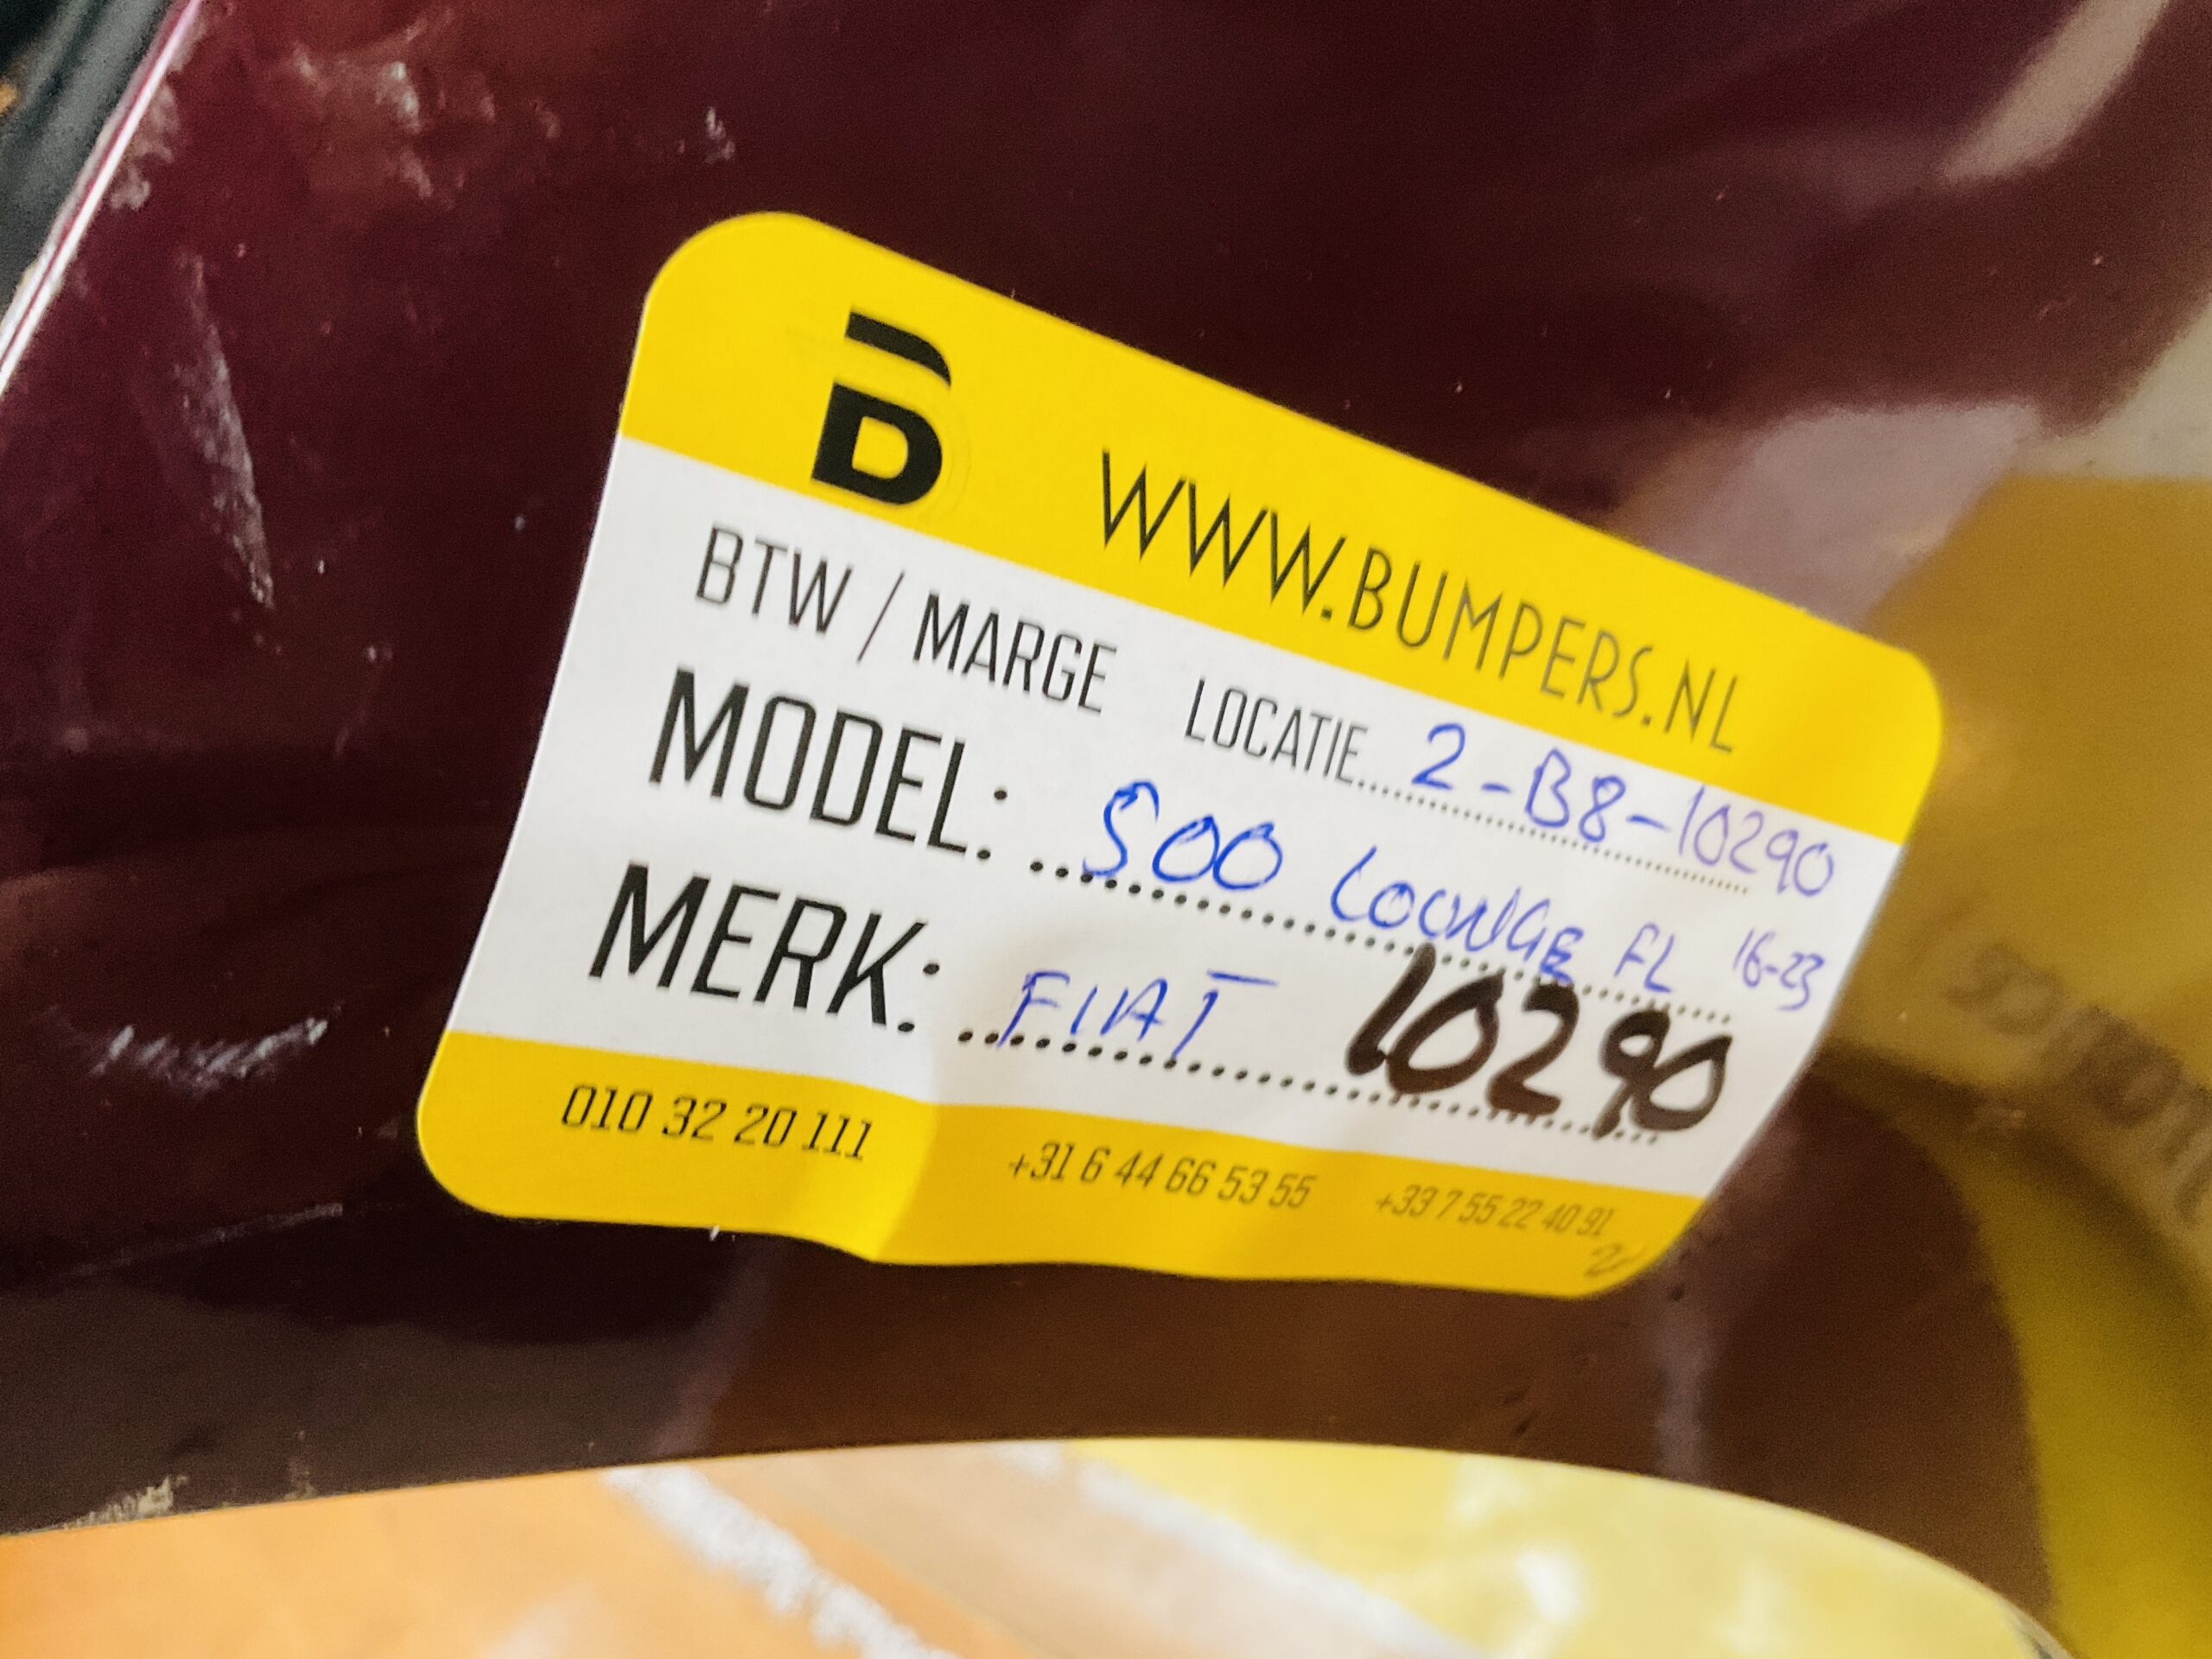 WWW.BUMPERS.NL
BTW / MARGE LOCATIE 2-B8-10290
MODEL: 500 LOUNGE FL 16-23
MERK: FIAT 10290
010 32 20 111 +31 6 44 66 53 55 +33 7 55 22 40 91